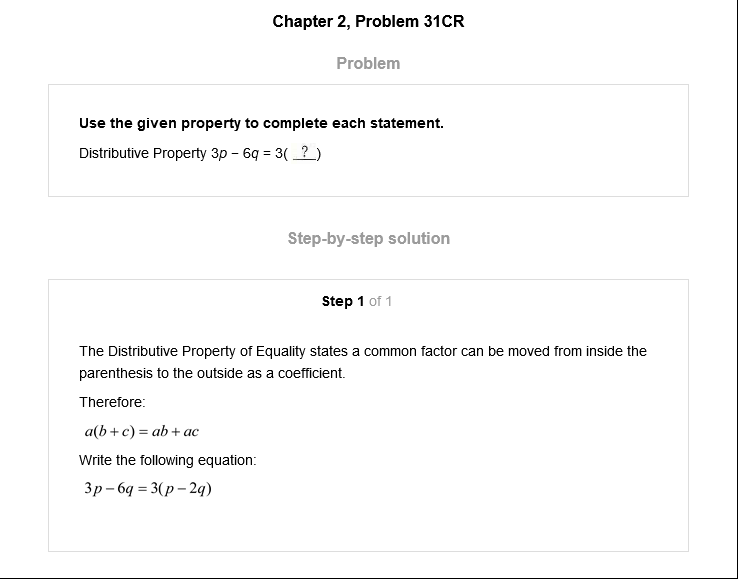 Chapter 2, Problem 31CR
Problem
Use the given property to complete each statement.
Distributive Property 3p – 6q = 3( ? )
Step-by-step solution
Step 1 of 1
The Distributive Property of Equality states a common factor can be moved from inside the
parenthesis to the outside as a coefficient.
Therefore:
a(b + c) = ab + ac
Write the following equation:
3p – 6q = 3(p – 2q)